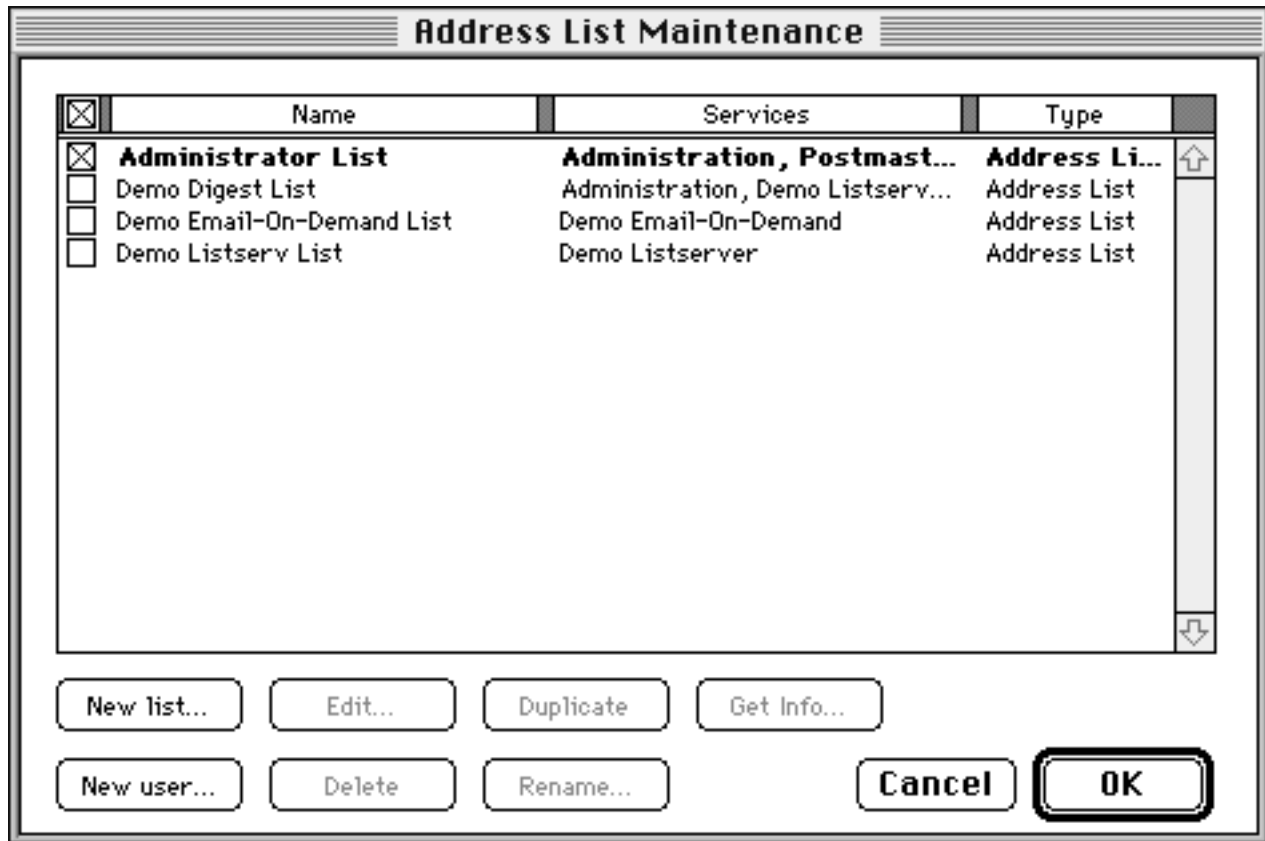 Address List Maintenance
Name Services Type
Administrator List Administration, Postmast... Address Li...
Demo Digest List Administration, Demo Listserv... Address List
Demo Email-On-Demand List Demo Email-On-Demand Address List
Demo Listserv List Demo Listserver Address List
New list... Edit... Duplicate Get Info...
New user... Delete Rename... Cancel OK